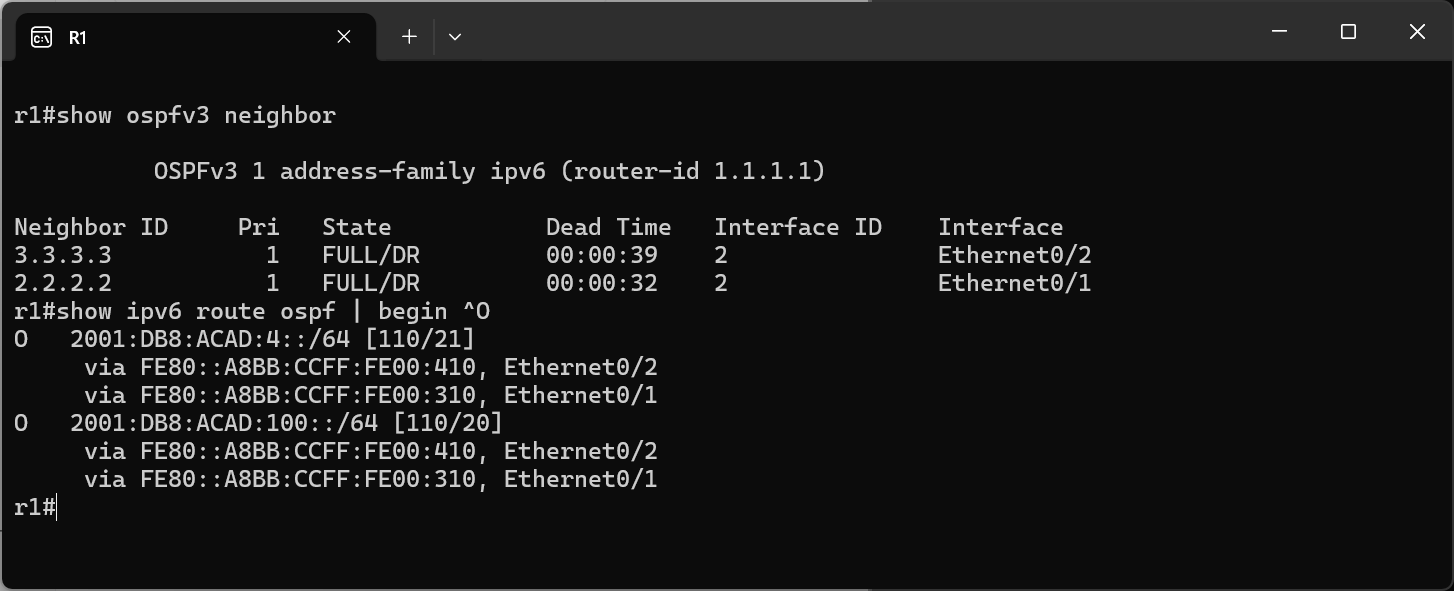 R1
r1#show ospfv3 neighbor
OSPFv3 1 address-family ipv6 (router-id 1.1.1.1)
Neighbor ID     Pri   State           Dead Time   Interface ID    Interface
3.3.3.3           1   FULL/DR         00:00:39    2               Ethernet0/2
2.2.2.2           1   FULL/DR         00:00:32    2               Ethernet0/1
r1#show ipv6 route ospf | begin ^O
O   2001:DB8:ACAD:4::/64 [110/21]
     via FE80::A8BB:CCFF:FE00:410, Ethernet0/2
     via FE80::A8BB:CCFF:FE00:310, Ethernet0/1
O   2001:DB8:ACAD:100::/64 [110/20]
     via FE80::A8BB:CCFF:FE00:410, Ethernet0/2
     via FE80::A8BB:CCFF:FE00:310, Ethernet0/1
r1#